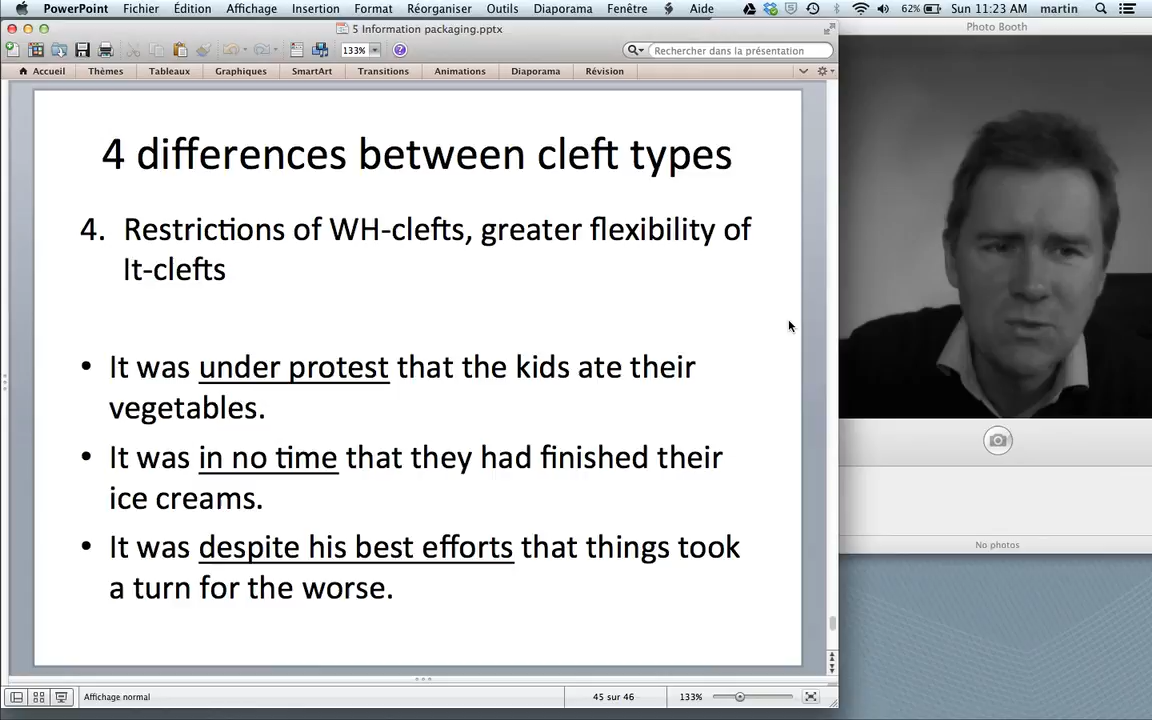 PowerPoint Fichier Édition Affichage Insertion Format Réorganiser Outils Diaporama Fenêtre Aide 62% Sun 11:23 AM martin
5 Information packaging.pptx
Photo Booth
133% Rechercher dans la présentation
Accueil Thèmes Tableaux Graphiques SmartArt Transitions Animations Diaporama Révision
4 differences between cleft types
4. Restrictions of WH-clefts, greater flexibility of
It-clefts
• It was under protest that the kids ate their
vegetables.
• It was in no time that they had finished their
ice creams.
• It was despite his best efforts that things took
a turn for the worse.
No photos
Affichage normal 45 sur 46 133%